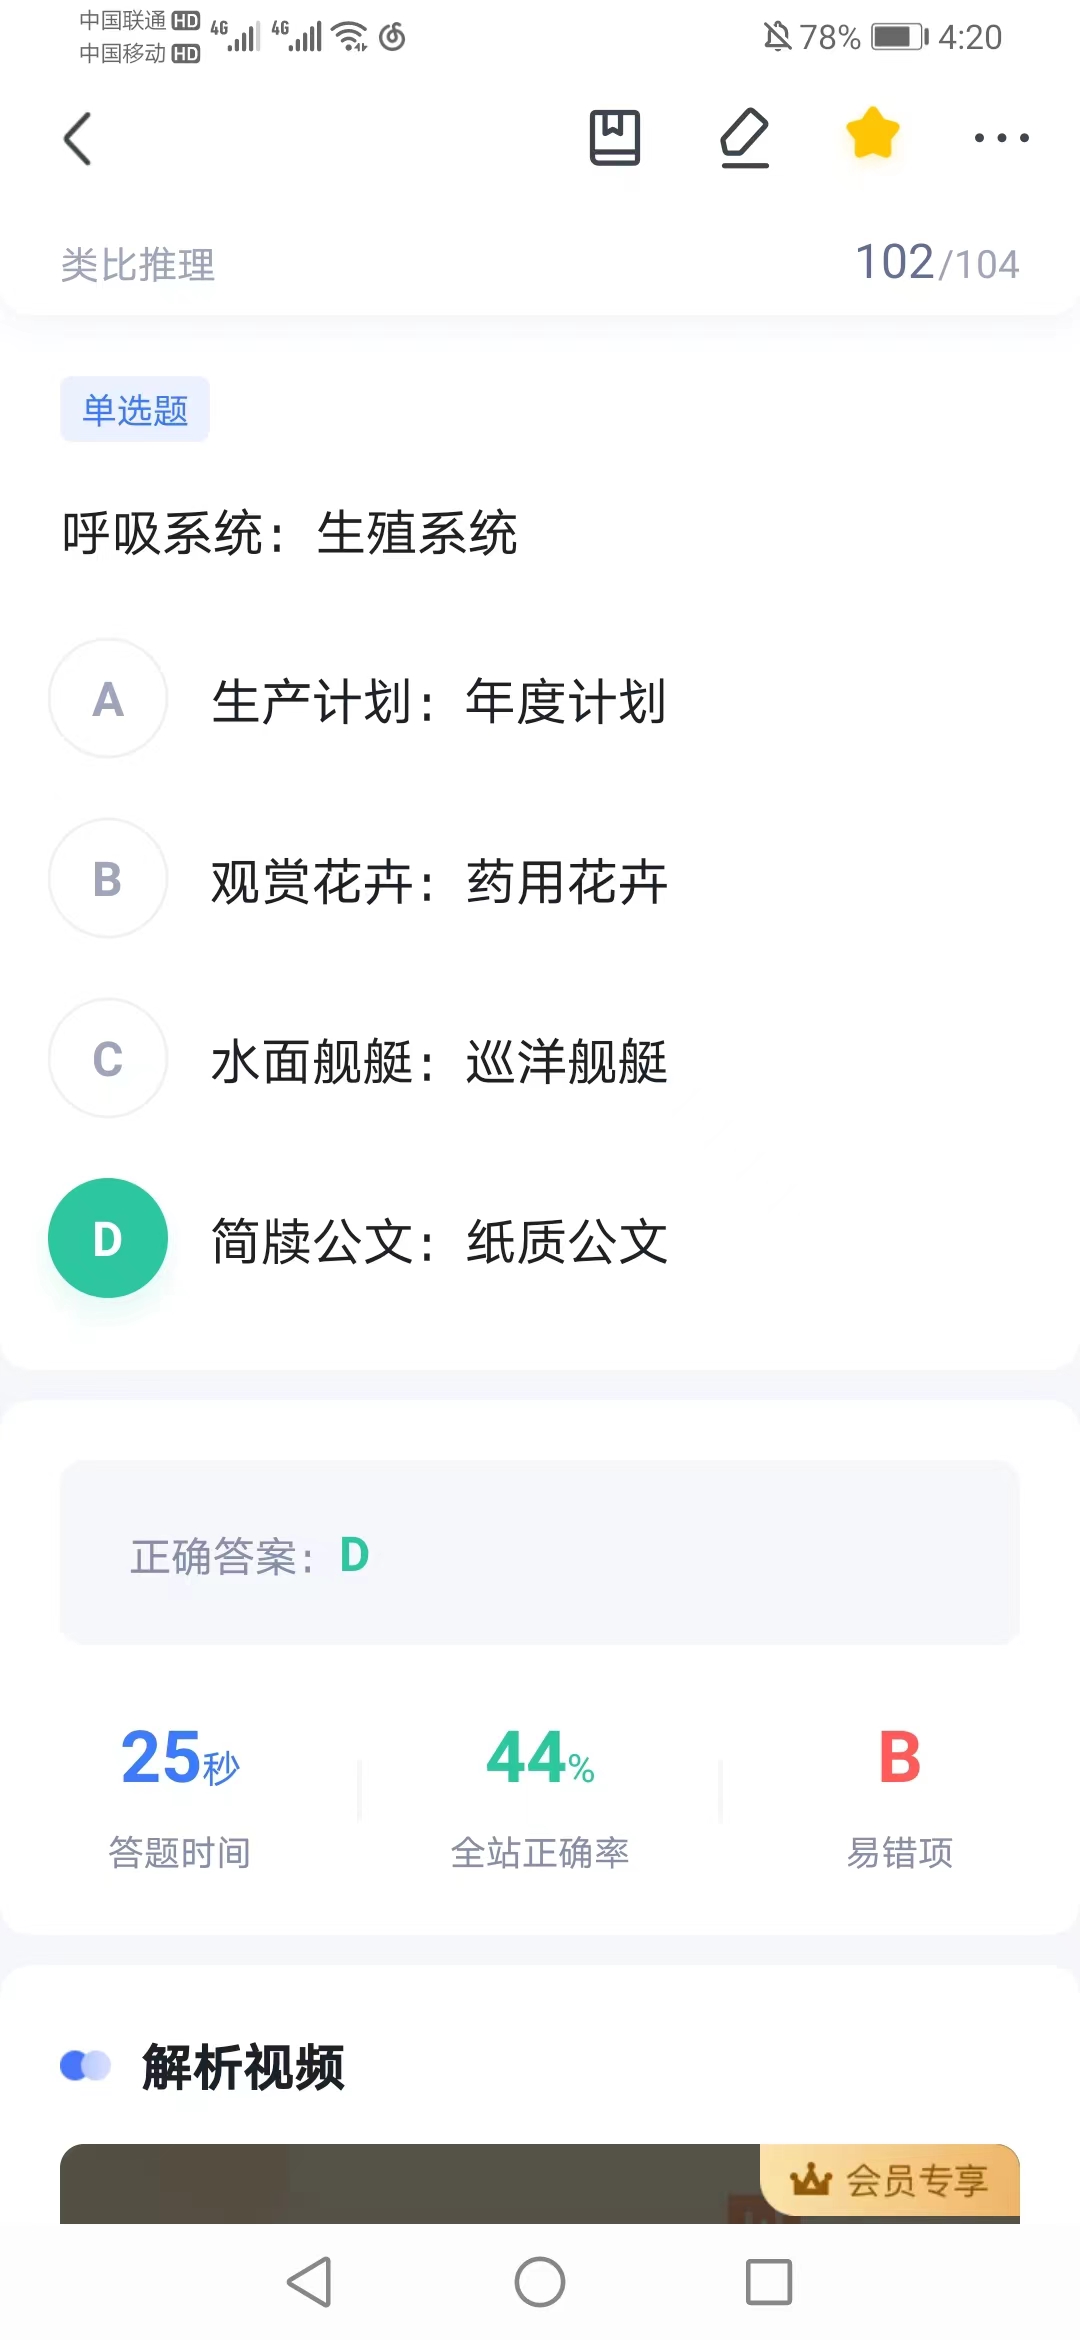 中国联通 HD 4G 4G 78% 4:20
中国移动 HD
类比推理 102/104
单选题
呼吸系统：生殖系统
A 生产计划：年度计划
B 观赏花卉：药用花卉
C 水面舰艇：巡洋舰艇
D 简牍公文：纸质公文
正确答案：D
25秒 44% B
答题时间 全站正确率 易错项
解析视频
会员专享